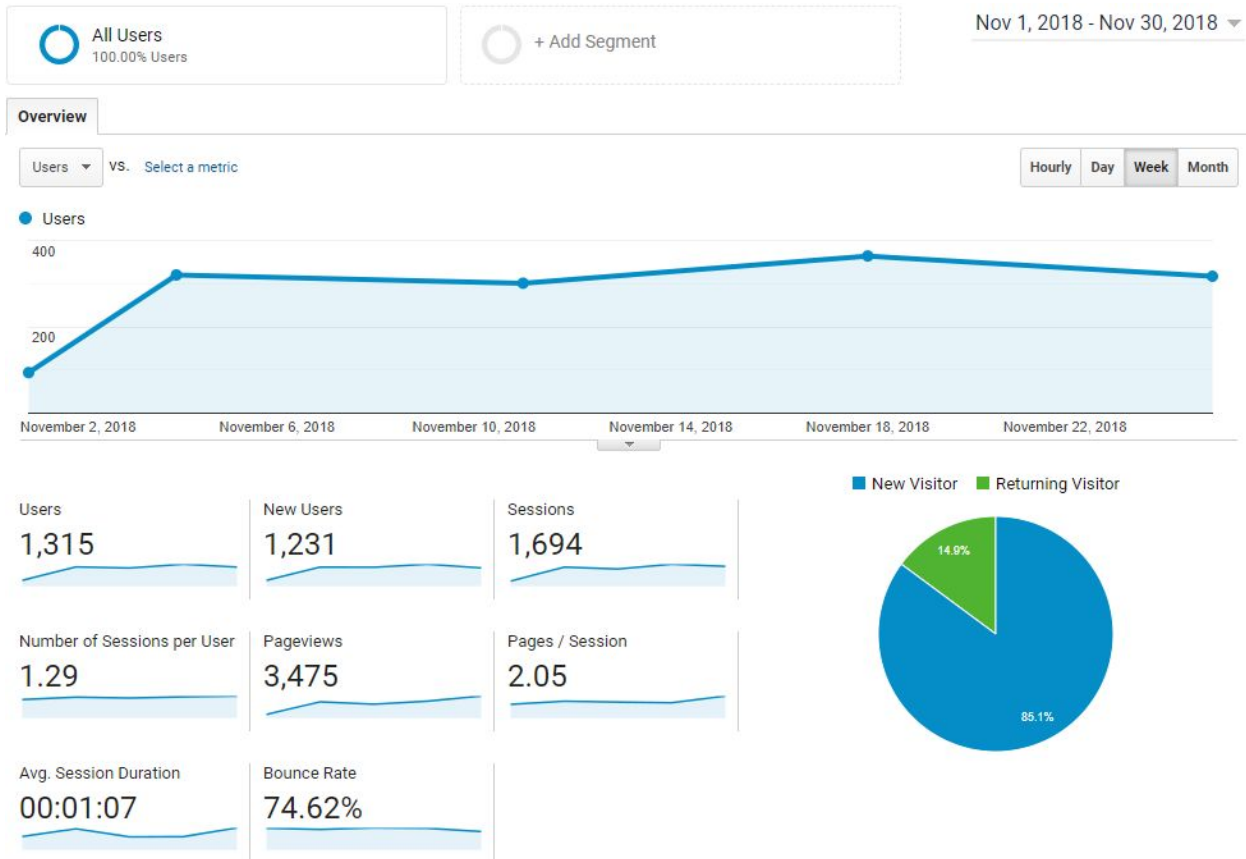 All Users
100.00% Users
+ Add Segment
Nov 1, 2018 - Nov 30, 2018
Overview
Users
VS.
Select a metric
Hourly
Day
Week
Month
Users
400
200
November 2, 2018
November 6, 2018
November 10, 2018
November 14, 2018
November 18, 2018
November 22, 2018
New Visitor
Returning Visitor
14.9%
85.1%
Users
1,315
New Users
1,231
Sessions
1,694
Number of Sessions per User
1.29
Pageviews
3,475
Pages / Session
2.05
Avg. Session Duration
00:01:07
Bounce Rate
74.62%